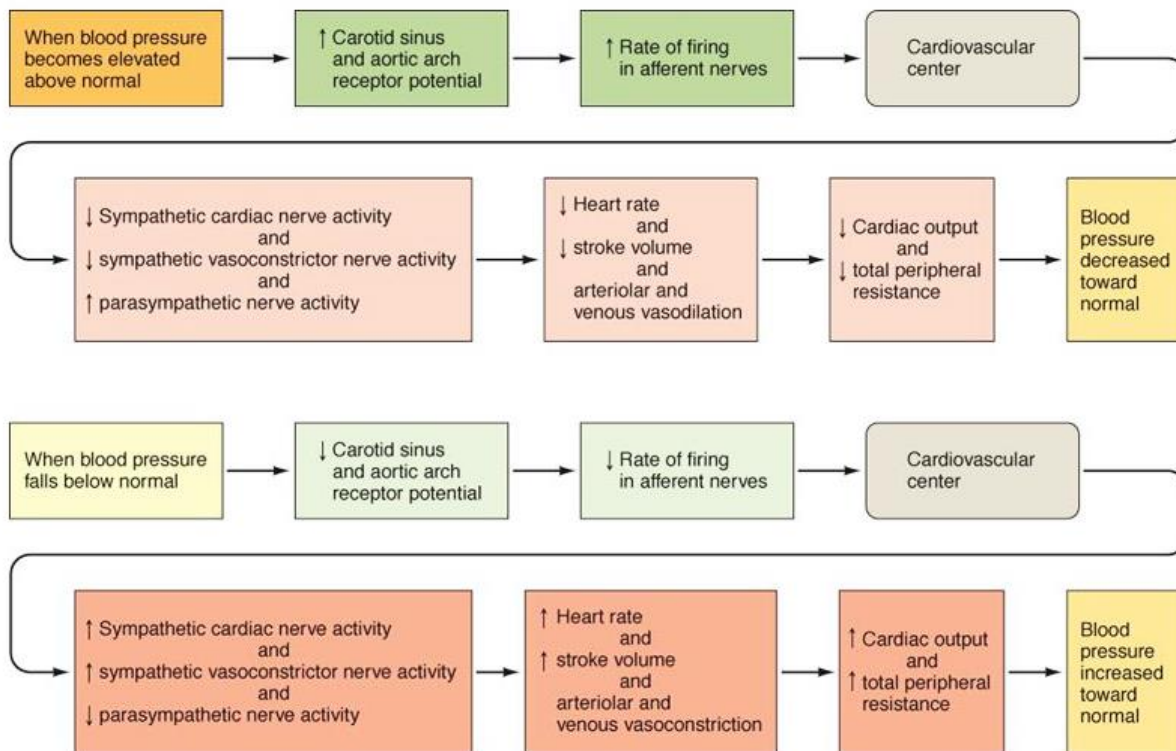 When blood pressure
becomes elevated
above normal
↑ Carotid sinus
and aortic arch
receptor potential
↑ Rate of firing
in afferent nerves
Cardiovascular
center
↓ Sympathetic cardiac nerve activity
and
↓ sympathetic vasoconstrictor nerve activity
and
↑ parasympathetic nerve activity
↓ Heart rate
and
↓ stroke volume
and
arteriolar and
venous vasodilation
↓ Cardiac output
and
↓ total peripheral
resistance
Blood
pressure
decreased
toward
normal
When blood pressure
falls below normal
↓ Carotid sinus
and aortic arch
receptor potential
↓ Rate of firing
in afferent nerves
Cardiovascular
center
↑ Sympathetic cardiac nerve activity
and
↑ sympathetic vasoconstrictor nerve activity
and
↓ parasympathetic nerve activity
↑ Heart rate
and
↑ stroke volume
and
arteriolar and
venous vasoconstriction
↑ Cardiac output
and
↑ total peripheral
resistance
Blood
pressure
increased
toward
normal